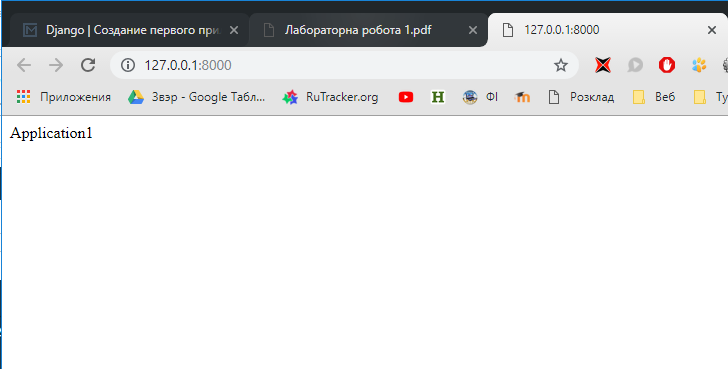 Django | Создание первого при
Лабораторна робота 1.pdf
127.0.0.1:8000
127.0.0.1:8000
Приложения
Звэр - Google Табл...
RuTracker.org
H
ФІ
Розклад
Веб
Ту
Application1